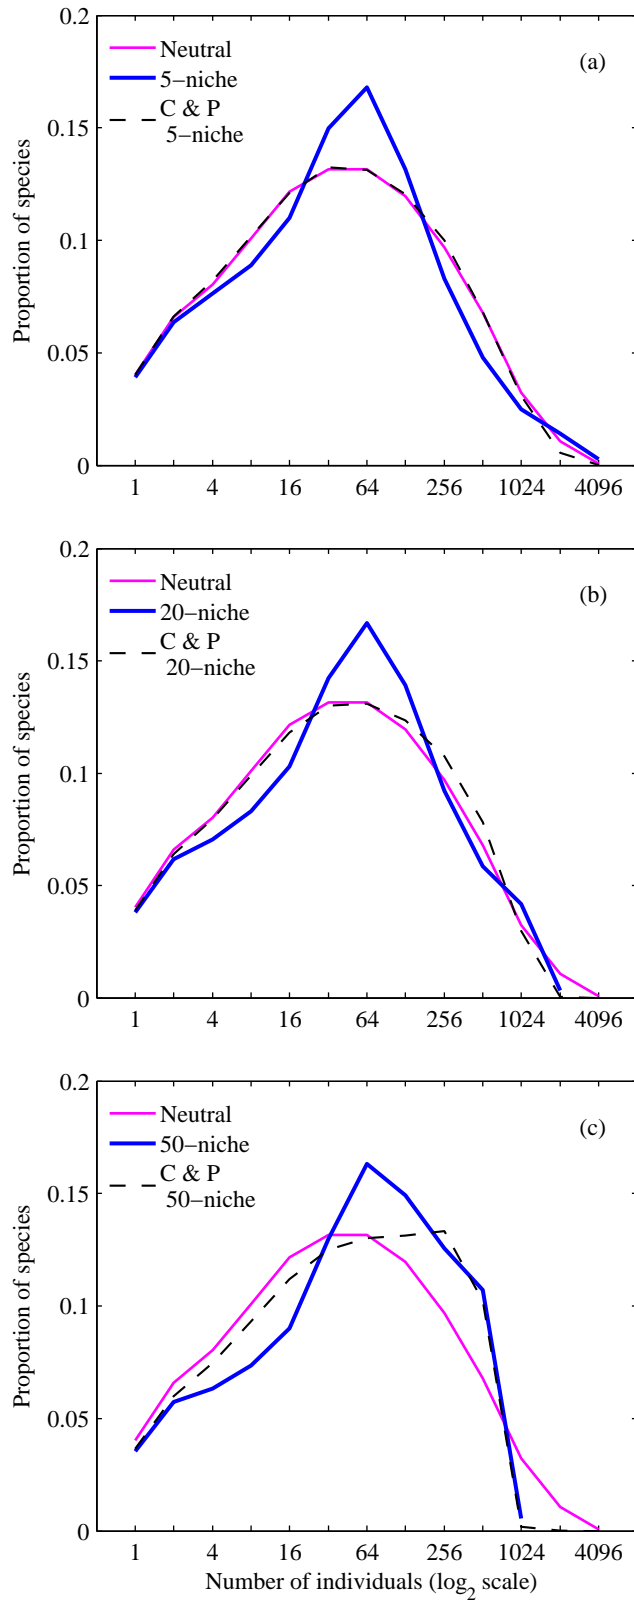 0.2
Neutral
(a)
5−niche
C & P
5−niche
0.15
0.1
0.05
0
Proportion of species
1 4 16 64 256 1024 4096
0.2
Neutral
(b)
20−niche
C & P
20−niche
0.15
0.1
0.05
0
Proportion of species
1 4 16 64 256 1024 4096
0.2
Neutral
(c)
50−niche
C & P
50−niche
0.15
0.1
0.05
0
Proportion of species
1 4 16 64 256 1024 4096
Number of individuals (log2 scale)